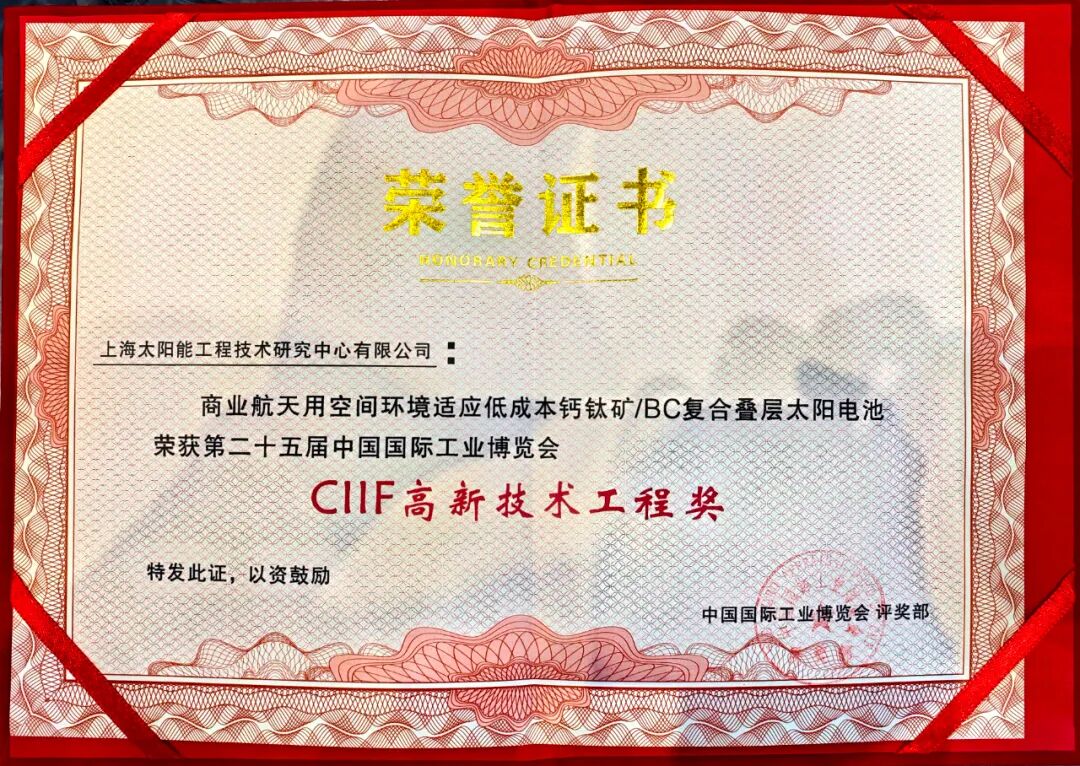 荣誉证书
HONORARY CREDENTIAL
上海太阳能工程技术研究中心有限公司：
商业航天用空间环境适应低成本钙钛矿/BC复合叠层太阳电池
荣获第二十五届中国国际工业博览会
CIIF高新技术工程奖
特发此证，以资鼓励
中国国际工业博览会 评奖部